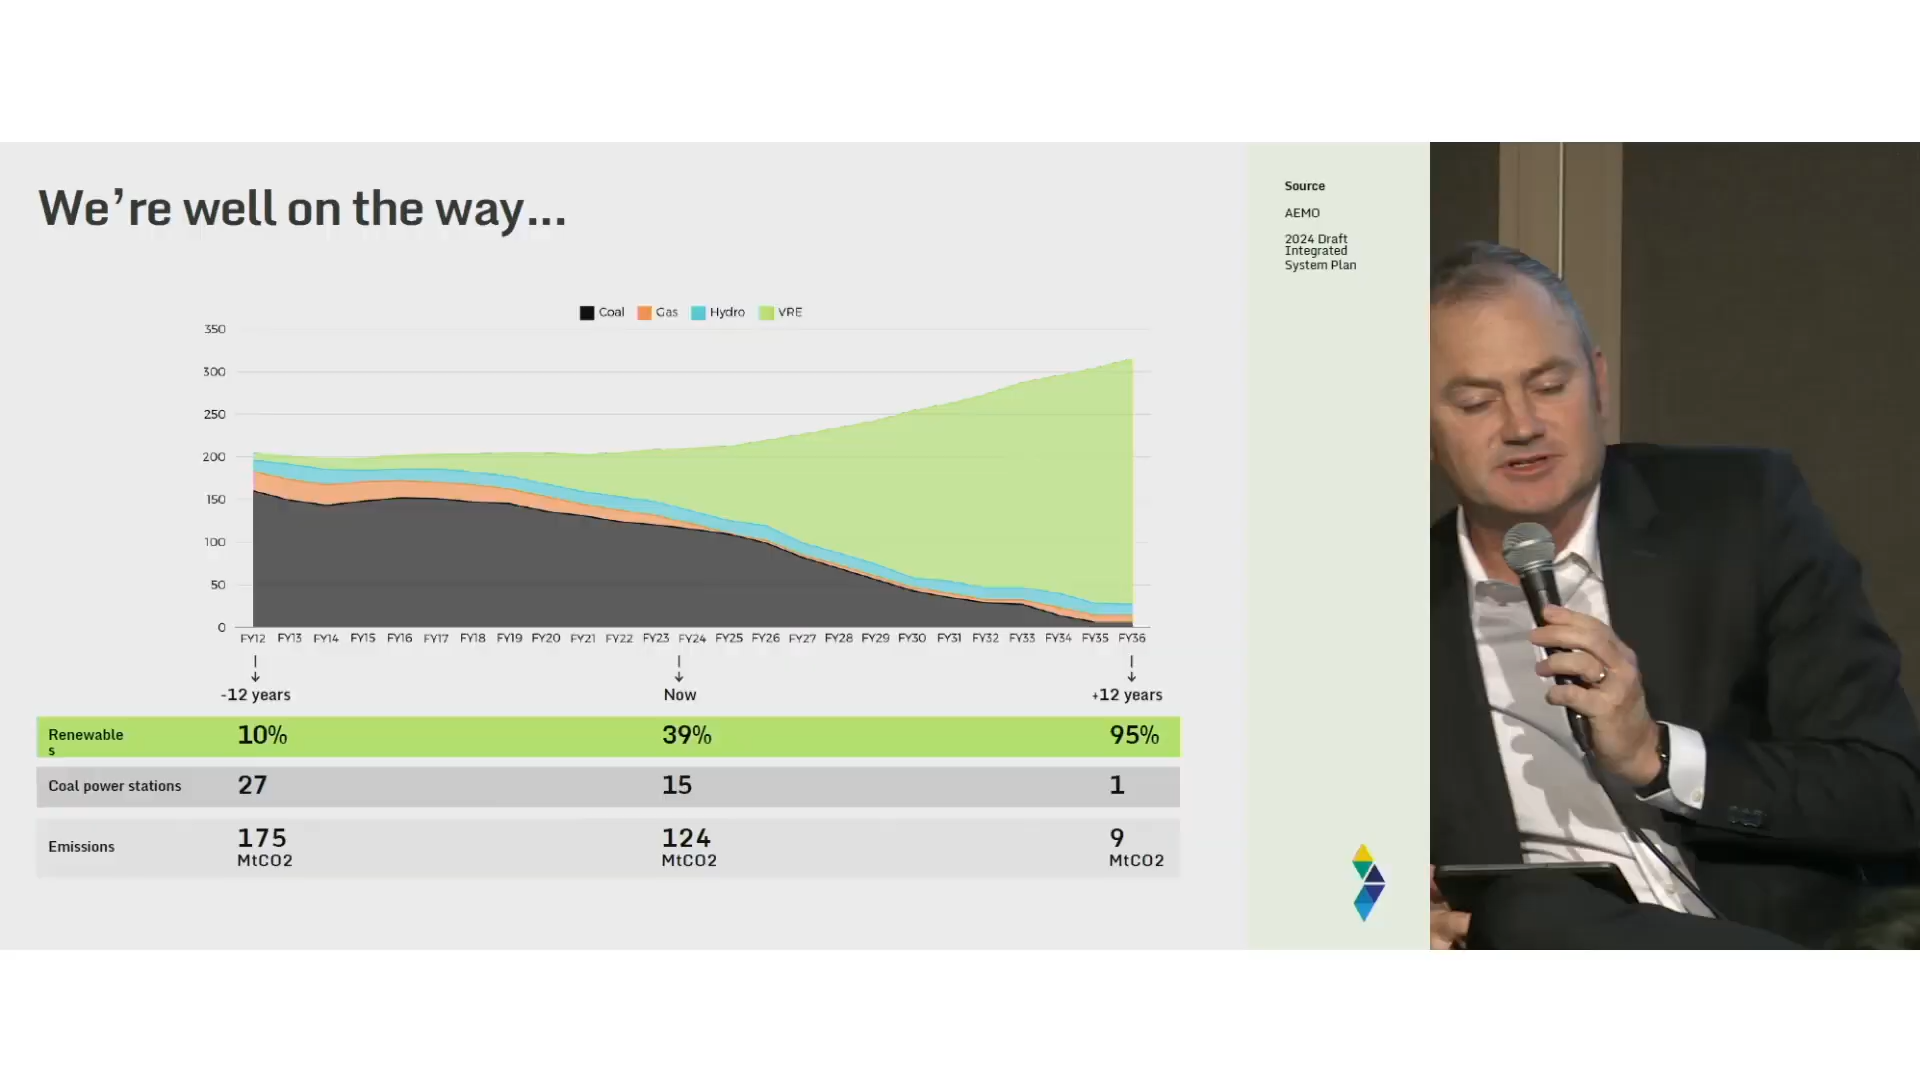 We’re well on the way...
Source
AEMO
2024 Draft
Integrated
System Plan
Coal Gas Hydro VRE
350
300
250
200
150
100
50
0
FY12 FY13 FY14 FY15 FY16 FY17 FY18 FY19 FY20 FY21 FY22 FY23 FY24 FY25 FY26 FY27 FY28 FY29 FY30 FY31 FY32 FY33 FY34 FY35 FY36
-12 years Now +12 years
Renewable
s
10% 39% 95%
Coal power stations 27 15 1
Emissions
175 124 9
MtCO2 MtCO2 MtCO2